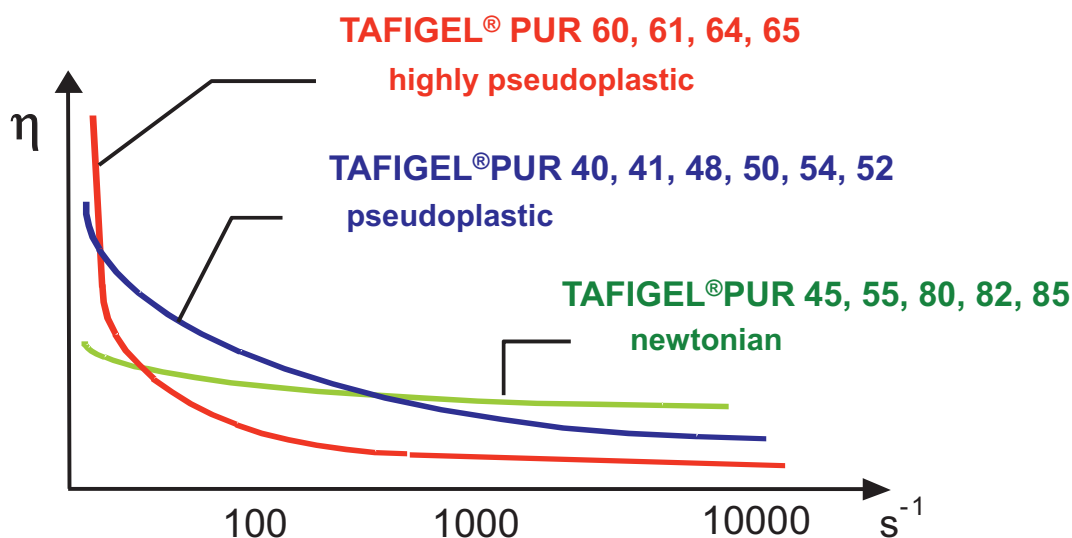 TAFIGEL® PUR 60, 61, 64, 65
highly pseudoplastic
η
TAFIGEL®PUR 40, 41, 48, 50, 54, 52
pseudoplastic
TAFIGEL®PUR 45, 55, 80, 82, 85
newtonian
100 1000 10000 s⁻¹